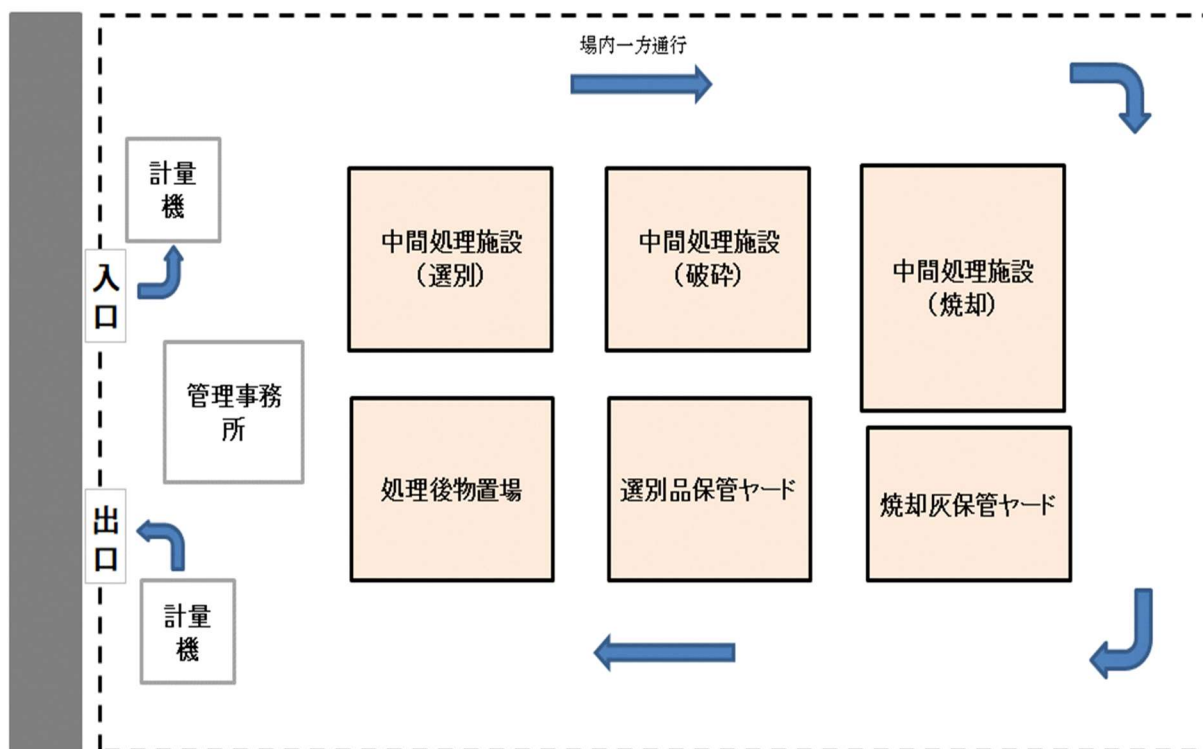 場内一方通行
計量
機
入
口
中間処理施設
（選別）
中間処理施設
（破砕）
中間処理施設
（焼却）
管理事務
所
処理後物置場
選別品保管ヤード
焼却灰保管ヤード
出
口
計量
機